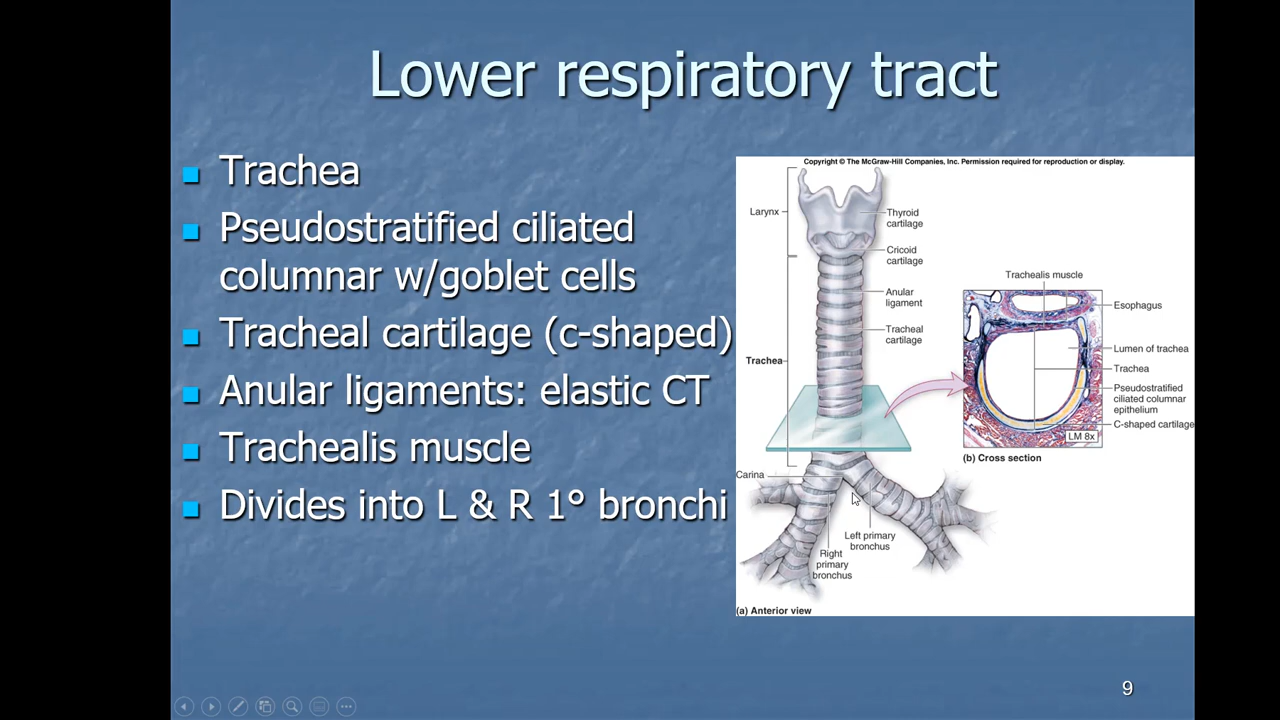 Lower respiratory tract
Trachea
Pseudostratified ciliated
columnar w/goblet cells
Tracheal cartilage (c-shaped)
Anular ligaments: elastic CT
Trachealis muscle
Divides into L & R 1° bronchi
Copyright © The McGraw-Hill Companies, Inc. Permission required for reproduction or display.
Larynx
Thyroid
cartilage
Cricoid
cartilage
Anular
ligament
Tracheal
cartilage
Trachea
Carina
Left primary
bronchus
Right
primary
bronchus
(a) Anterior view
Trachealis muscle
Esophagus
Lumen of trachea
Trachea
Pseudostratified
ciliated columnar
epithelium
C-shaped cartilage
LM 8x
(b) Cross section
9